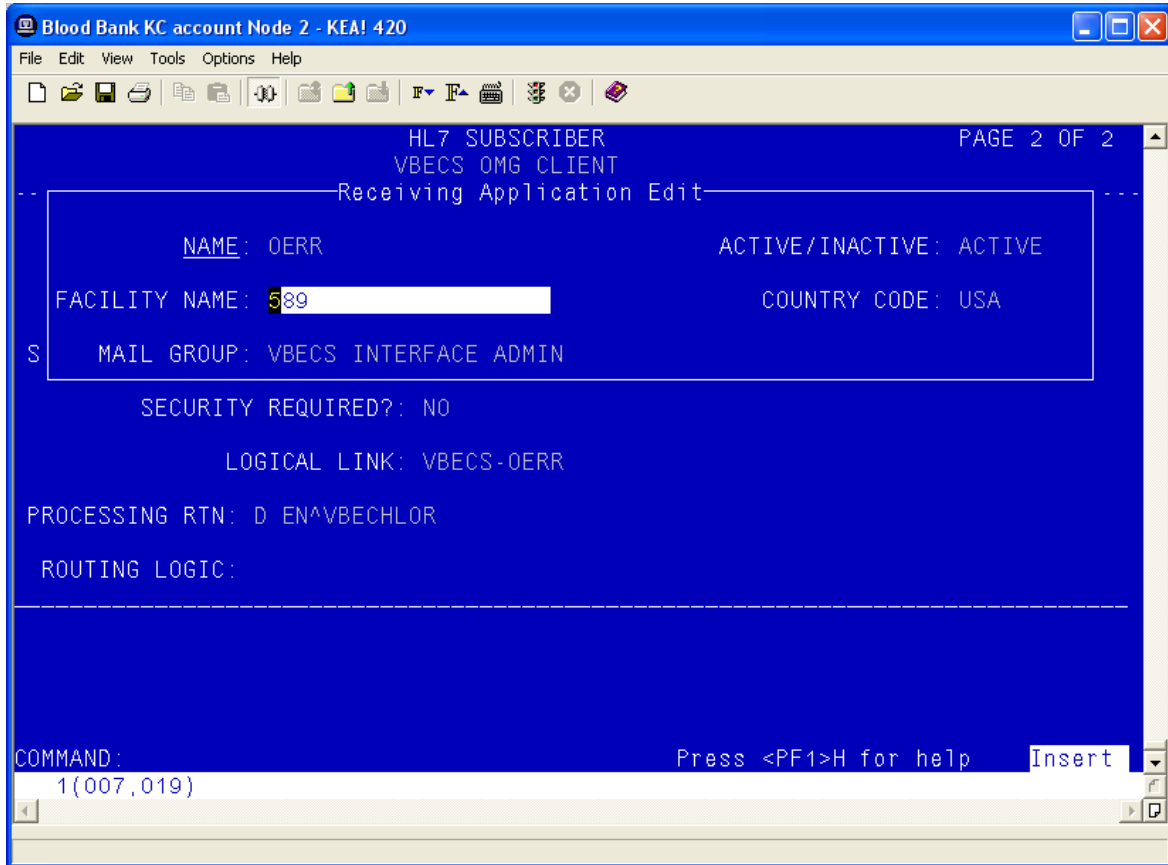 Blood Bank KC account Node 2 - KEA! 420
File Edit View Tools Options Help
HL7 SUBSCRIBER PAGE 2 OF 2
VBECS OMG CLIENT
Receiving Application Edit
NAME: OERR ACTIVE/INACTIVE: ACTIVE
FACILITY NAME: 589 COUNTRY CODE: USA
S MAIL GROUP: VBECS INTERFACE ADMIN
SECURITY REQUIRED?: NO
LOGICAL LINK: VBECS-OERR
PROCESSING RTN: D EN^VBECHLOR
ROUTING LOGIC:
COMMAND: Press <PF1>H for help Insert
1(007,019)